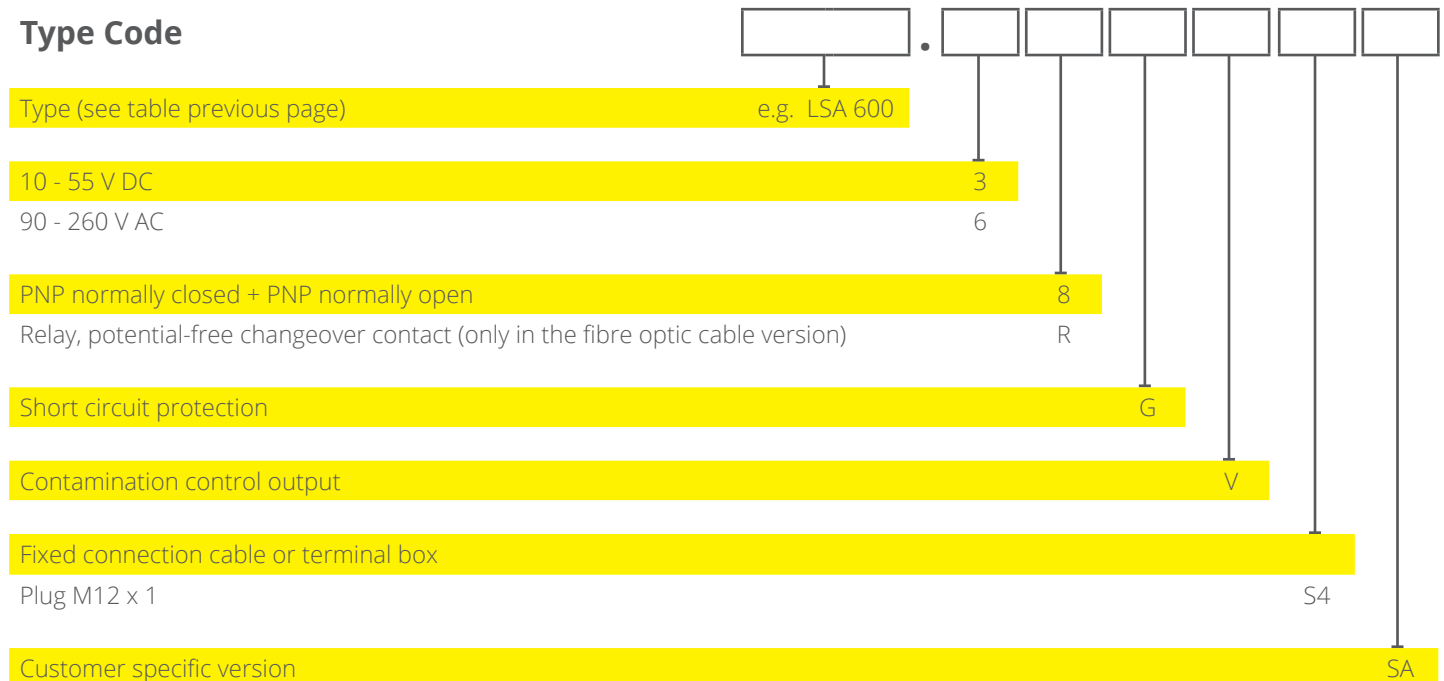 Type Code .
Type (see table previous page) e.g. LSA 600
10 - 55 V DC 3
90 - 260 V AC 6
PNP normally closed + PNP normally open 8
Relay, potential-free changeover contact (only in the fibre optic cable version) R
Short circuit protection G
Contamination control output V
Fixed connection cable or terminal box
Plug M12 x 1 S4
Customer specific version SA